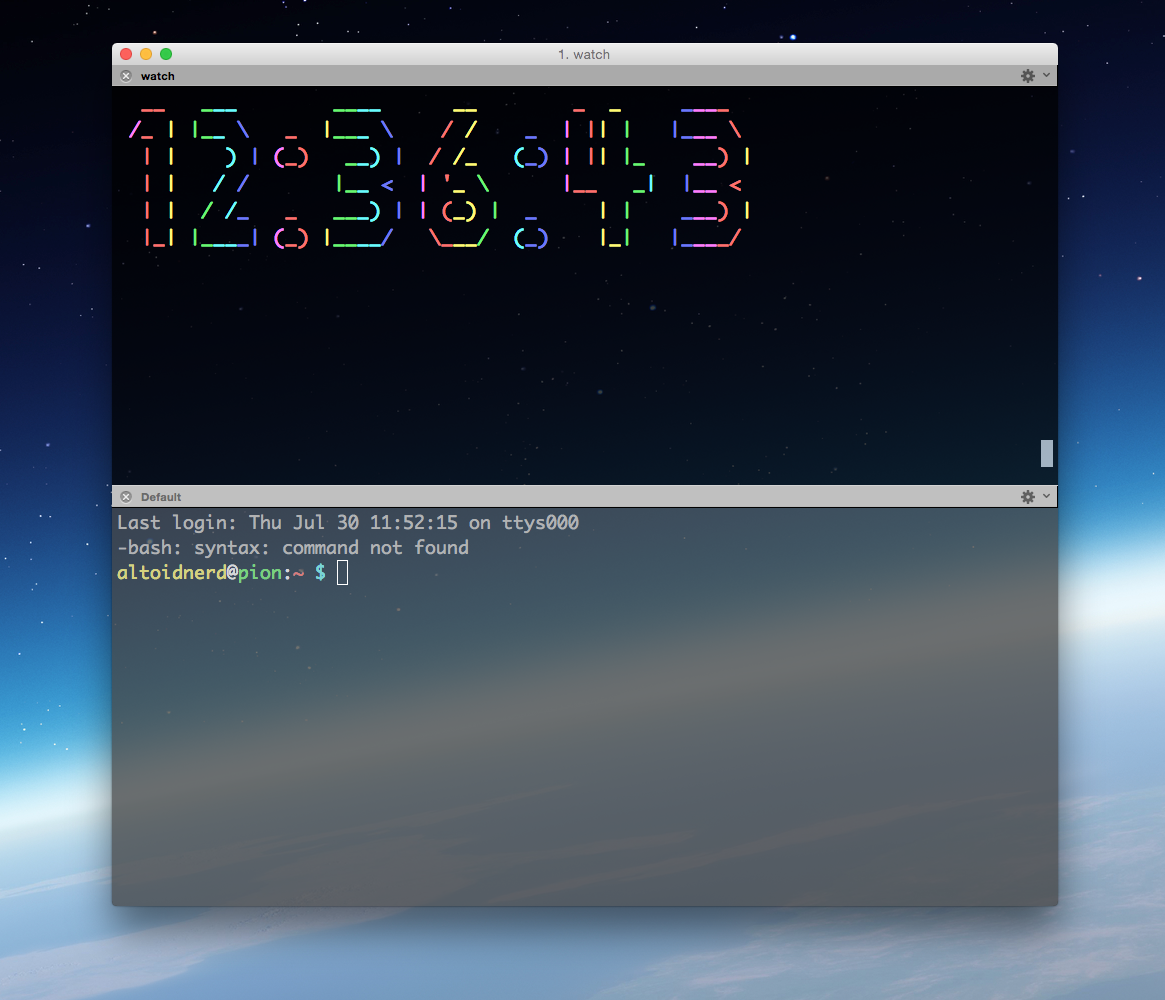 1. watch
watch
12:36:43
Default
Last login: Thu Jul 30 11:52:15 on ttys000
-bash: syntax: command not found
altoidnerd@pion:~ $